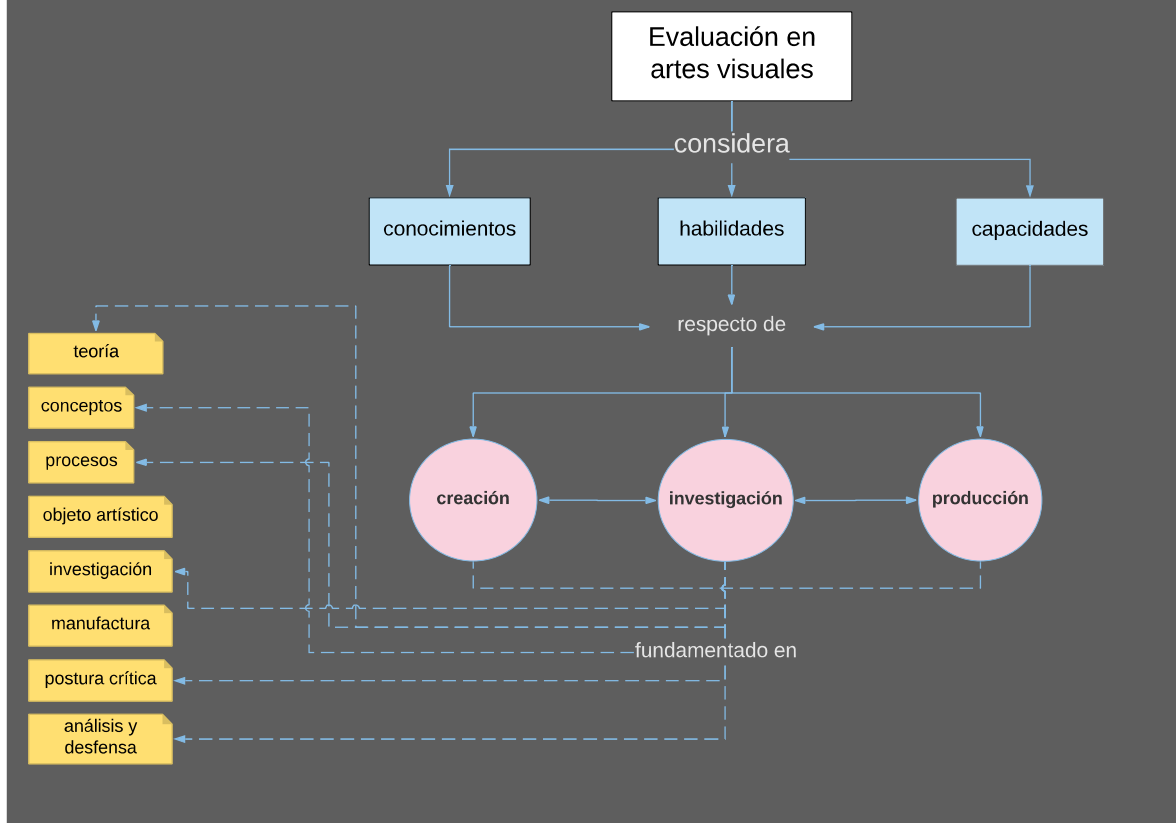 Evaluación en
artes visuales
considera
conocimientos
habilidades
capacidades
respecto de
teoría
conceptos
procesos
objeto artístico
investigación
manufactura
postura crítica
análisis y
desfensa
creación
investigación
producción
fundamentado en